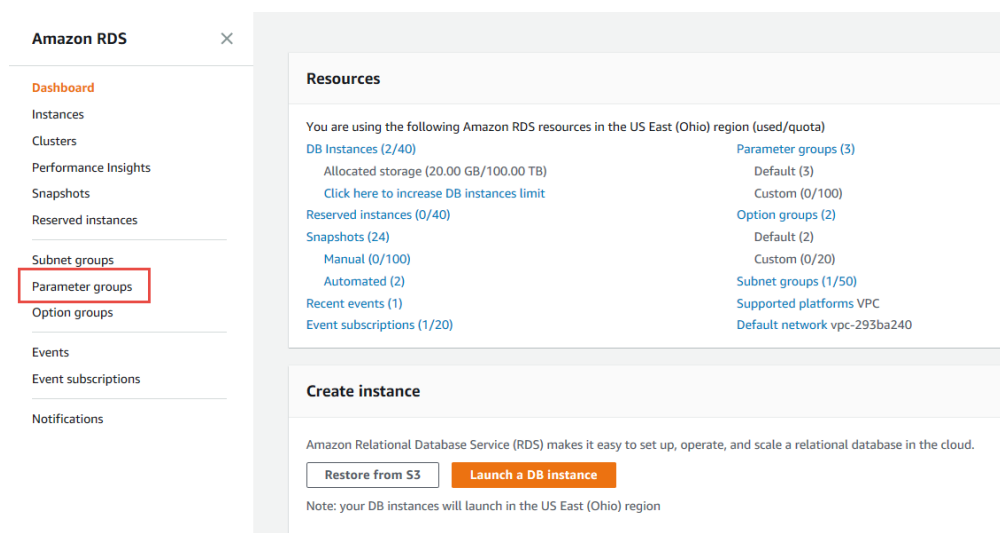 Amazon RDS
Dashboard
Instances
Clusters
Performance Insights
Snapshots
Reserved instances
Subnet groups
Parameter groups
Option groups
Events
Event subscriptions
Notifications
Resources
You are using the following Amazon RDS resources in the US East (Ohio) region (used/quota)
DB Instances (2/40)
Allocated storage (20.00 GB/100.00 TB)
Click here to increase DB instances limit
Reserved instances (0/40)
Snapshots (24)
Manual (0/100)
Automated (2)
Recent events (1)
Event subscriptions (1/20)
Parameter groups (3)
Default (3)
Custom (0/100)
Option groups (2)
Default (2)
Custom (0/20)
Subnet groups (1/50)
Supported platforms VPC
Default network vpc-293ba240
Create instance
Amazon Relational Database Service (RDS) makes it easy to set up, operate, and scale a relational database in the cloud.
Restore from S3
Launch a DB instance
Note: your DB instances will launch in the US East (Ohio) region